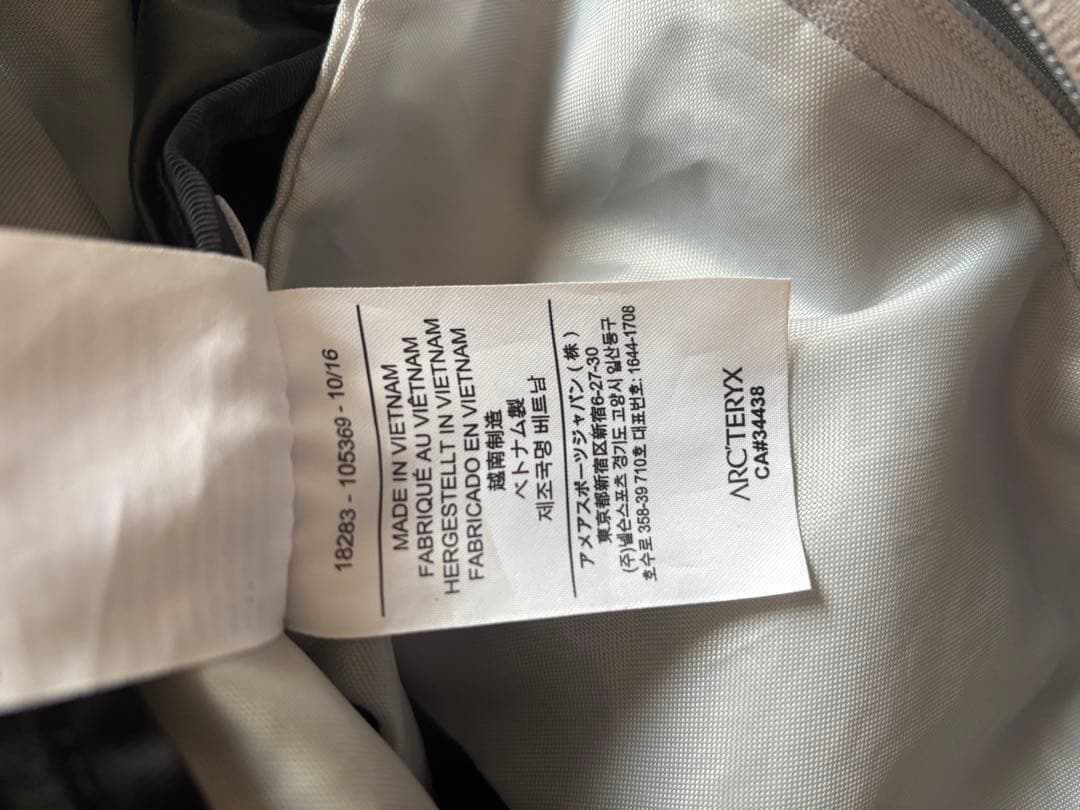 18283 - 105369 - 10/16
MADE IN VIETNAM
FABRIQUÉ AU VIÊTNAM
HERGESTELLT IN VIETNAM
FABRICADO EN VIETNAM
越南制造
ベトナム製
제조국명 베트남
アメアスポーツジャパン(株)
東京都新宿区新宿6-27-30
(주)넬슨스포츠 경기도 고양시 일산동구
호수로 358-39 710호 대표번호: 1644-1708
ARC'TERYX
CA#34438